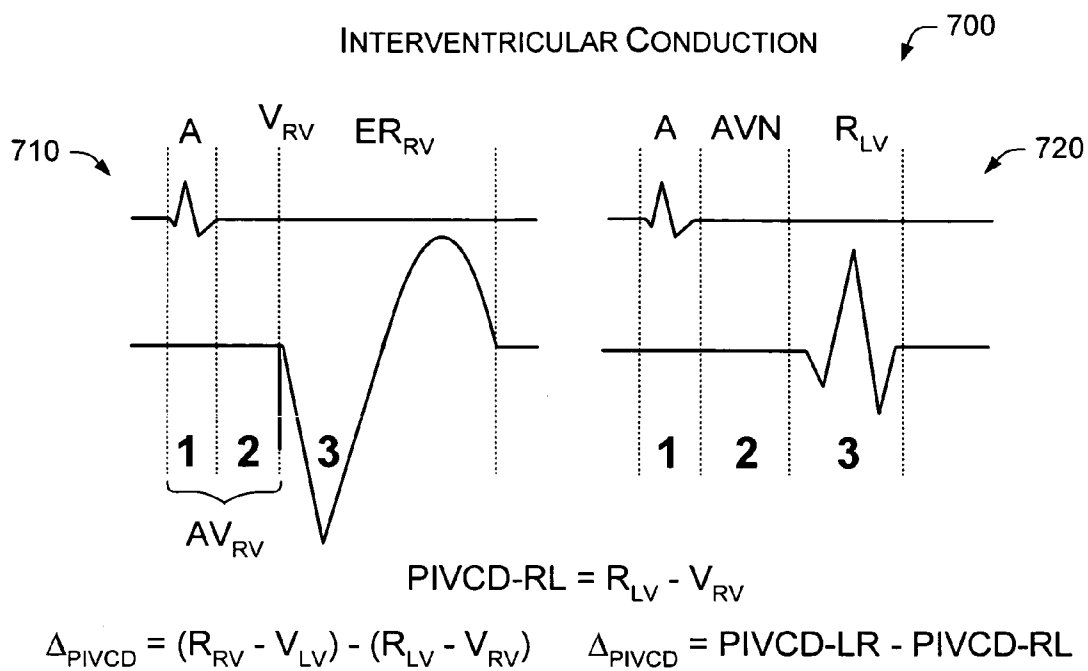 INTERVENTRICULAR CONDUCTION
700
710
A V_RV ER_RV
1 2 3
AV_RV
A AVN R_LV
720
1 2 3
PIVCD-RL = R_LV - V_RV
Δ_PIVCD = (R_RV - V_LV) - (R_LV - V_RV) Δ_PIVCD = PIVCD-LR - PIVCD-RL